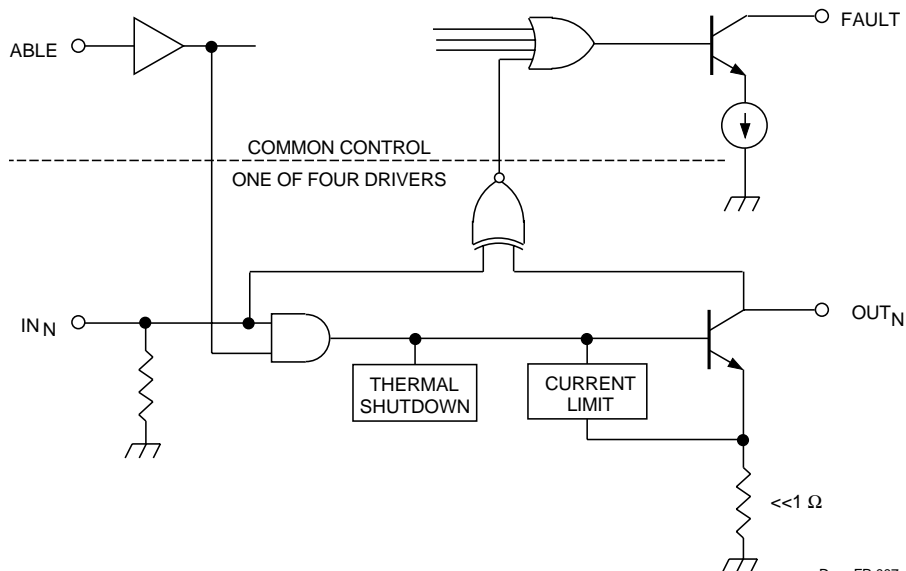 FAULT
ABLE
COMMON CONTROL
ONE OF FOUR DRIVERS
IN N
OUT N
THERMAL
SHUTDOWN
CURRENT
LIMIT
<<1 Ω